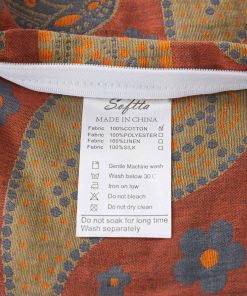 Softta
MADE IN CHINA
Fabric 100%COTTON
Fabric 100%POLYESTER
Fabric 100%LINEN
Fabric 100%SILK
Gentle Machine wash
Wash below 30C
Iron on low
Do not bleach
Do not dry clean
Do not soak for long time
Wash separately